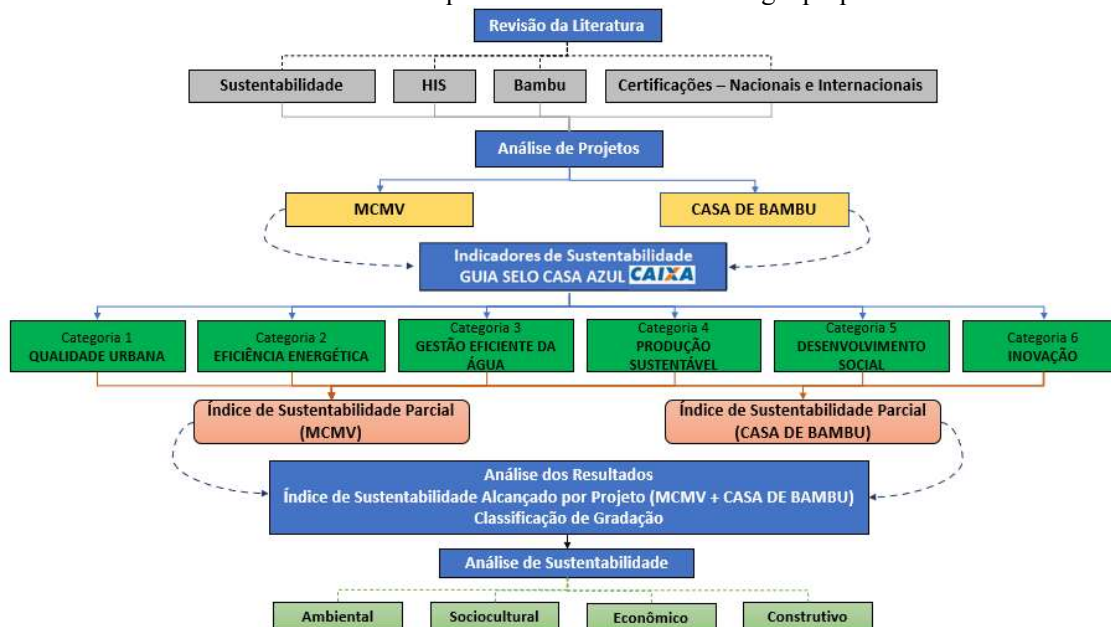 Revisão da Literatura
Sustentabilidade
HIS
Bambu
Certificações – Nacionais e Internacionais
Análise de Projetos
MCMV
CASA DE BAMBU
Indicadores de Sustentabilidade
GUIA SELO CASA AZUL CAIXA
Categoria 1
QUALIDADE URBANA
Categoria 2
EFICIÊNCIA ENERGÉTICA
Categoria 3
GESTÃO EFICIENTE DA
ÁGUA
Categoria 4
PRODUÇÃO
SUSTENTÁVEL
Categoria 5
DESENVOLVIMENTO
SOCIAL
Categoria 6
INOVAÇÃO
Índice de Sustentabilidade Parcial
(MCMV)
Índice de Sustentabilidade Parcial
(CASA DE BAMBU)
Análise dos Resultados
Índice de Sustentabilidade Alcançado por Projeto (MCMV + CASA DE BAMBU)
Classificação de Gradação
Análise de Sustentabilidade
Ambiental
Sociocultural
Econômico
Construtivo